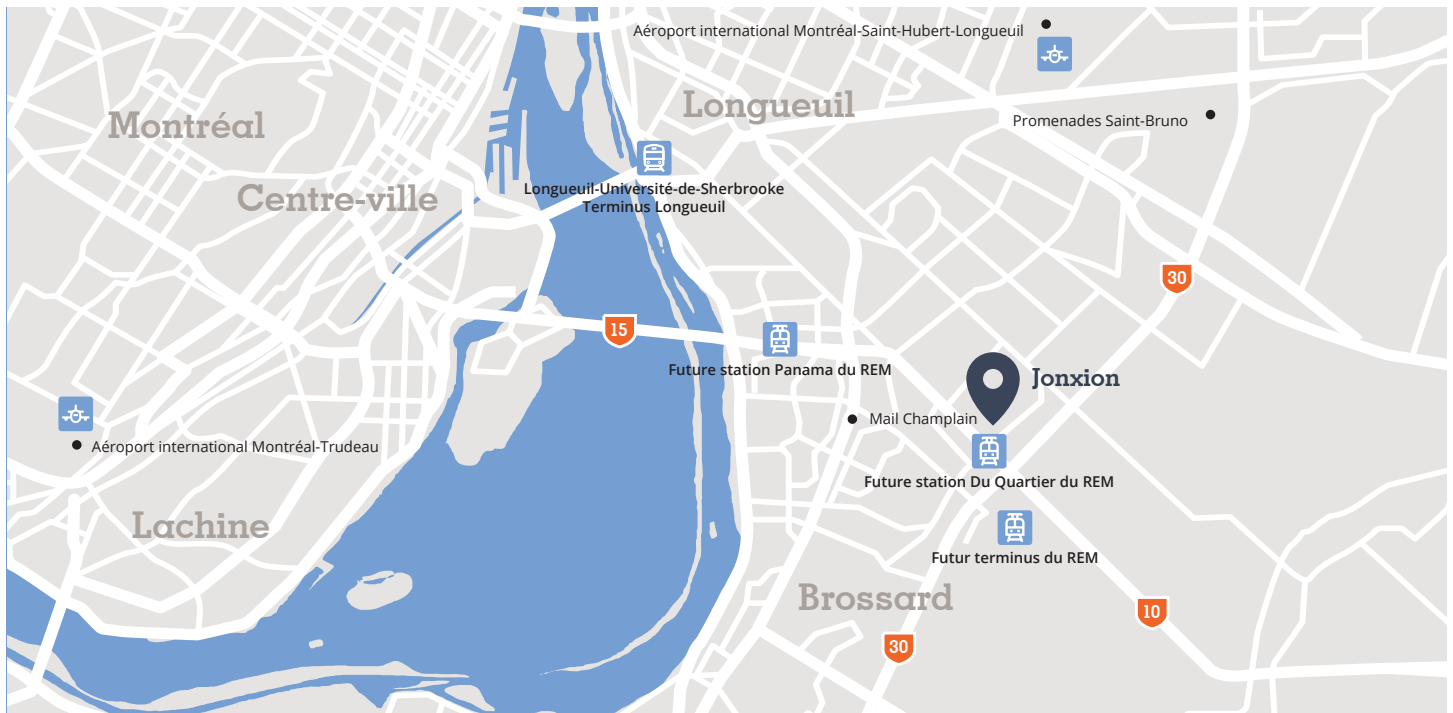 Aéroport international Montréal-Saint-Hubert-Longueuil
Longueuil
Montréal
Promenades Saint-Bruno
Longueuil-Université-de-Sherbrooke
Terminus Longueuil
Centre-ville
30
15
Future station Panama du REM
Jonxion
Mail Champlain
Aéroport international Montréal-Trudeau
Future station Du Quartier du REM
Lachine
Futur terminus du REM
Brossard
10
30